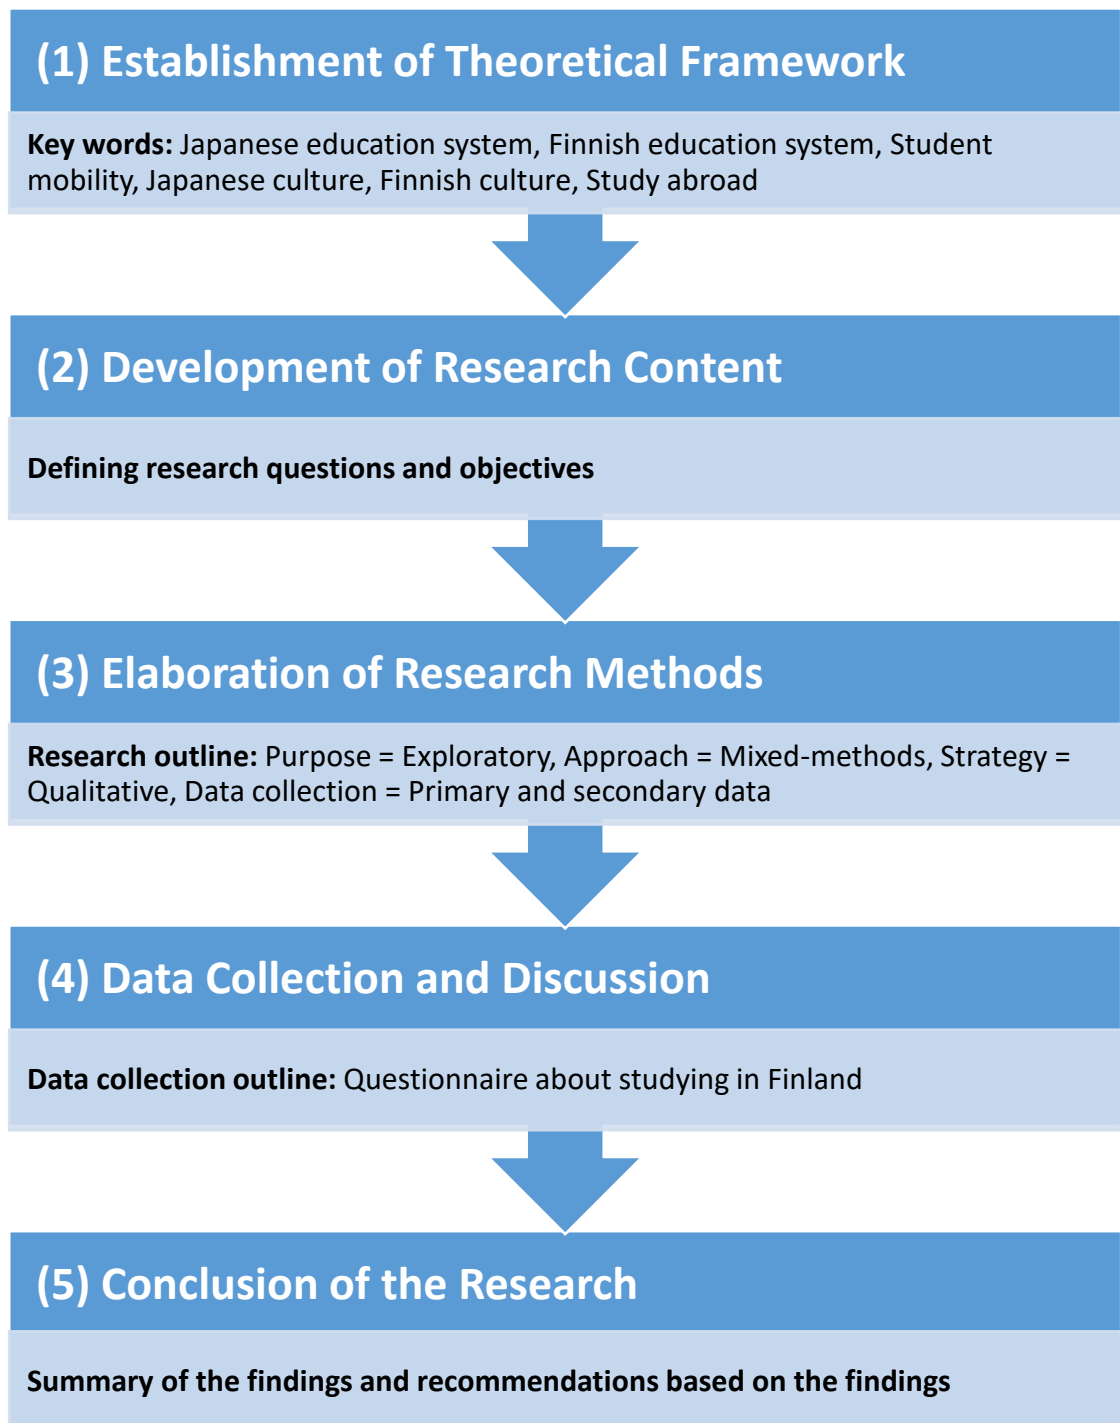 (1) Establishment of Theoretical Framework
Key words: Japanese education system, Finnish education system, Student
mobility, Japanese culture, Finnish culture, Study abroad
(2) Development of Research Content
Defining research questions and objectives
(3) Elaboration of Research Methods
Research outline: Purpose = Exploratory, Approach = Mixed-methods, Strategy =
Qualitative, Data collection = Primary and secondary data
(4) Data Collection and Discussion
Data collection outline: Questionnaire about studying in Finland
(5) Conclusion of the Research
Summary of the findings and recommendations based on the findings